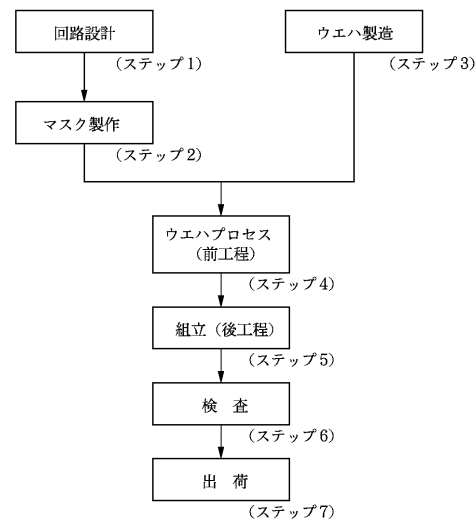 回路設計
(ステップ1)
ウエハ製造
(ステップ3)
マスク製作
(ステップ2)
ウエハプロセス
(前工程)
(ステップ4)
組立(後工程)
(ステップ5)
検 査
(ステップ6)
出 荷
(ステップ7)